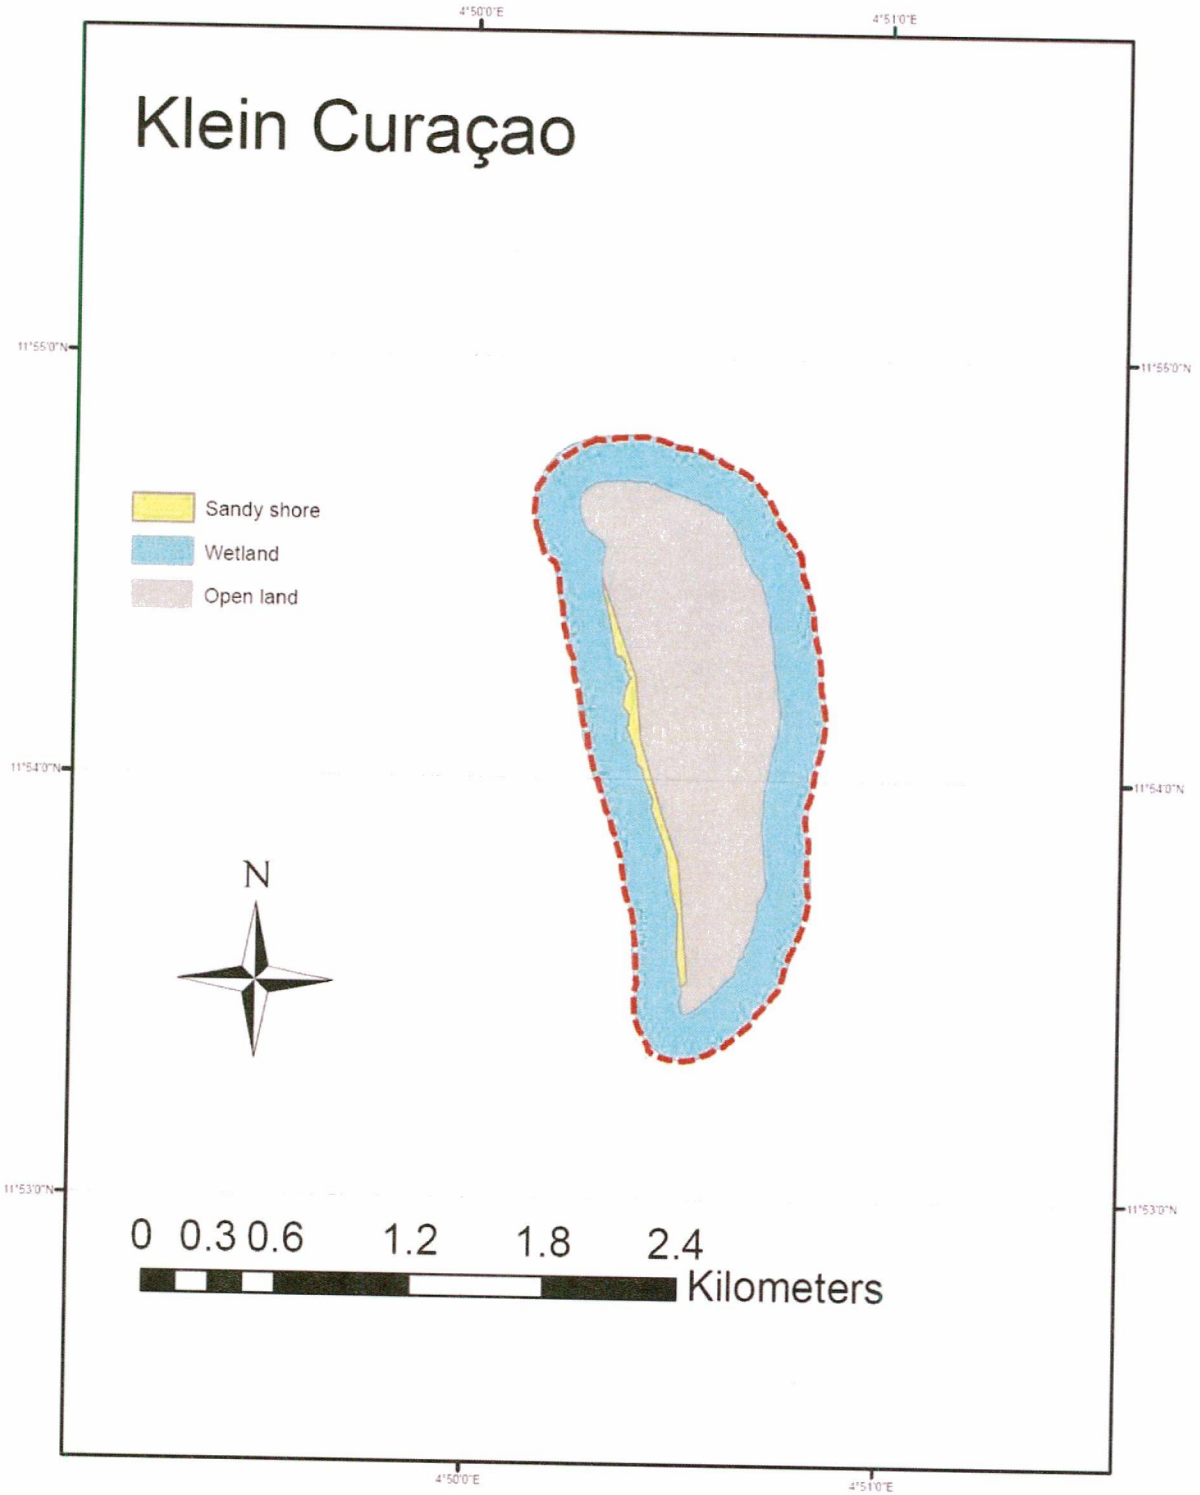 4°50'0"E 4°51'0"E
Klein Curaçao
11°55'0"N 11°55'0"N
Sandy shore
Wetland
Open land
11°54'0"N 11°54'0"N
N
11°53'0"N 11°53'0"N
0 0.3 0.6 1.2 1.8 2.4
Kilometers
4°50'0"E 4°51'0"E